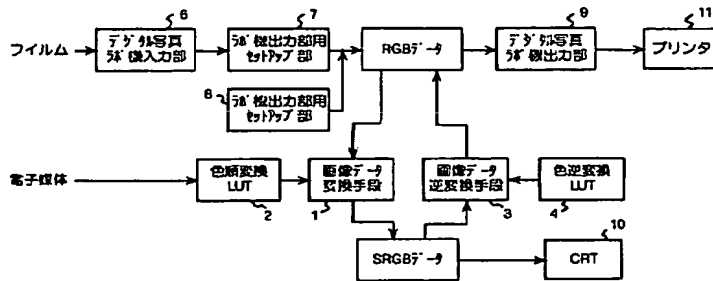 6
7
9
11
フイルム
デジタル写真
ラボ機入力部
ラボ機出力部用
セットアップ部
RGBデータ
デジタル写真
ラボ機出力部
プリンタ
8
ラボ機出力部用
セットアップ部
電子媒体
色順変換
LUT
画像データ
変換手段
画像データ
逆変換手段
色逆変換
LUT
2
1
3
4
10
SRGBデータ
CRT